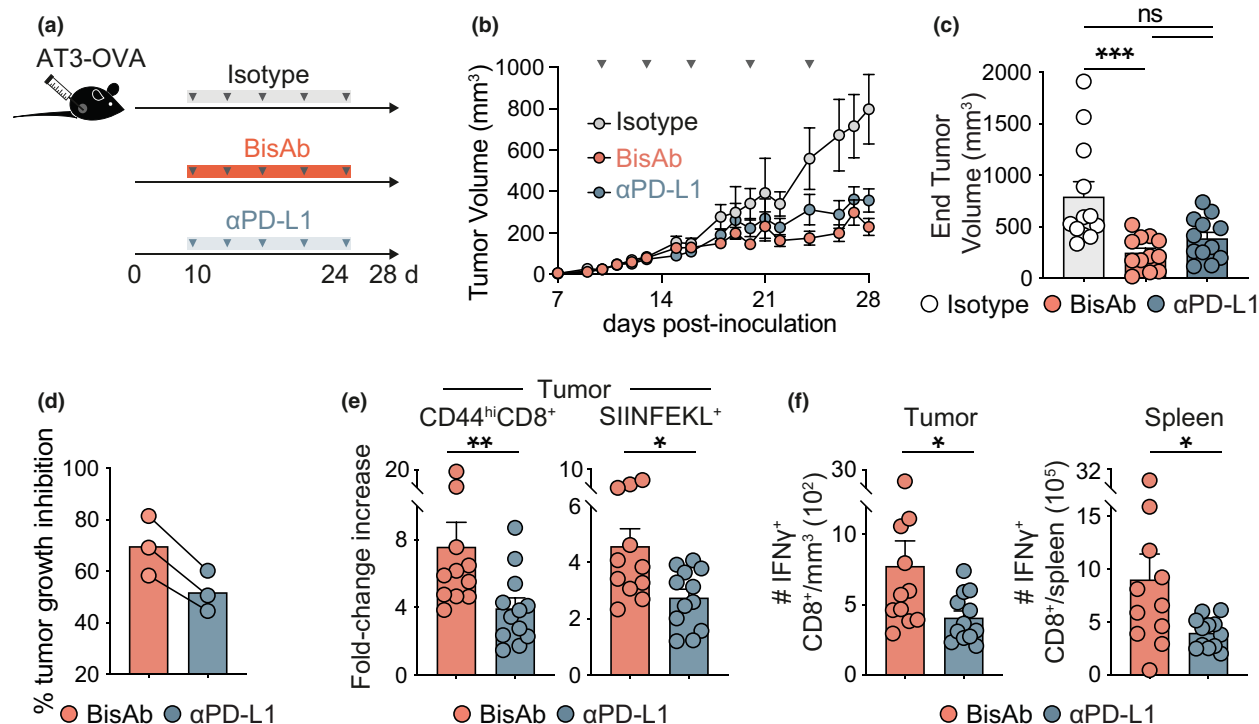 (a)
AT3-OVA
Isotype
BisAb
αPD-L1
0 10 24 28 d
(b)
Tumor Volume (mm³)
1000
800
600
400
200
0
Isotype
BisAb
αPD-L1
7 14 21 28
days post-inoculation
(c)
ns
***
End Tumor
Volume (mm³)
2000
1500
1000
500
0
Isotype BisAb αPD-L1
(d)
% tumor growth inhibition
100
80
60
40
20
BisAb αPD-L1
(e)
Tumor
CD44ʰⁱCD8⁺ SIINFEKL⁺
** *
Fold-change increase
20
8
4
0
10
6
4
2
0
BisAb αPD-L1
(f)
Tumor Spleen
* *
# IFNγ⁺
CD8⁺/mm³ (10²)
30
10
5
0
# IFNγ⁺
CD8⁺/spleen (10⁵)
32
15
10
5
0
BisAb αPD-L1